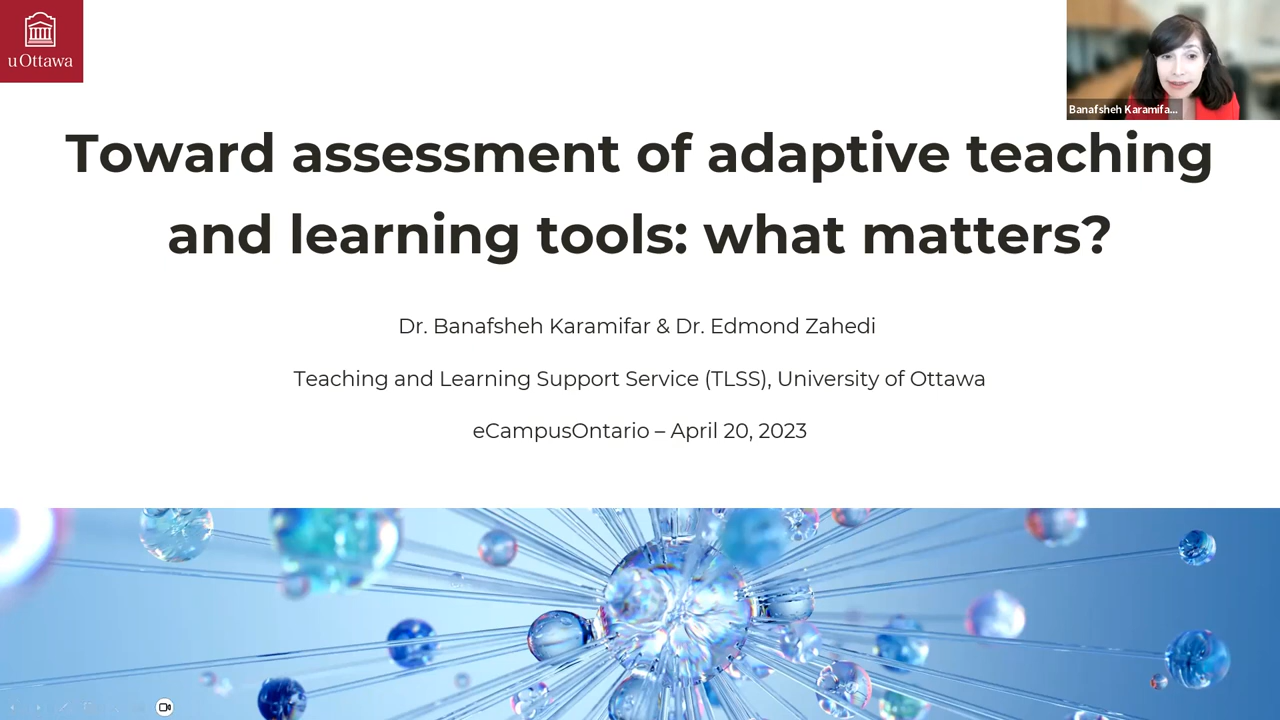 uOttawa
Banafsheh Karamifa...
Toward assessment of adaptive teaching
and learning tools: what matters?
Dr. Banafsheh Karamifar & Dr. Edmond Zahedi
Teaching and Learning Support Service (TLSS), University of Ottawa
eCampusOntario – April 20, 2023